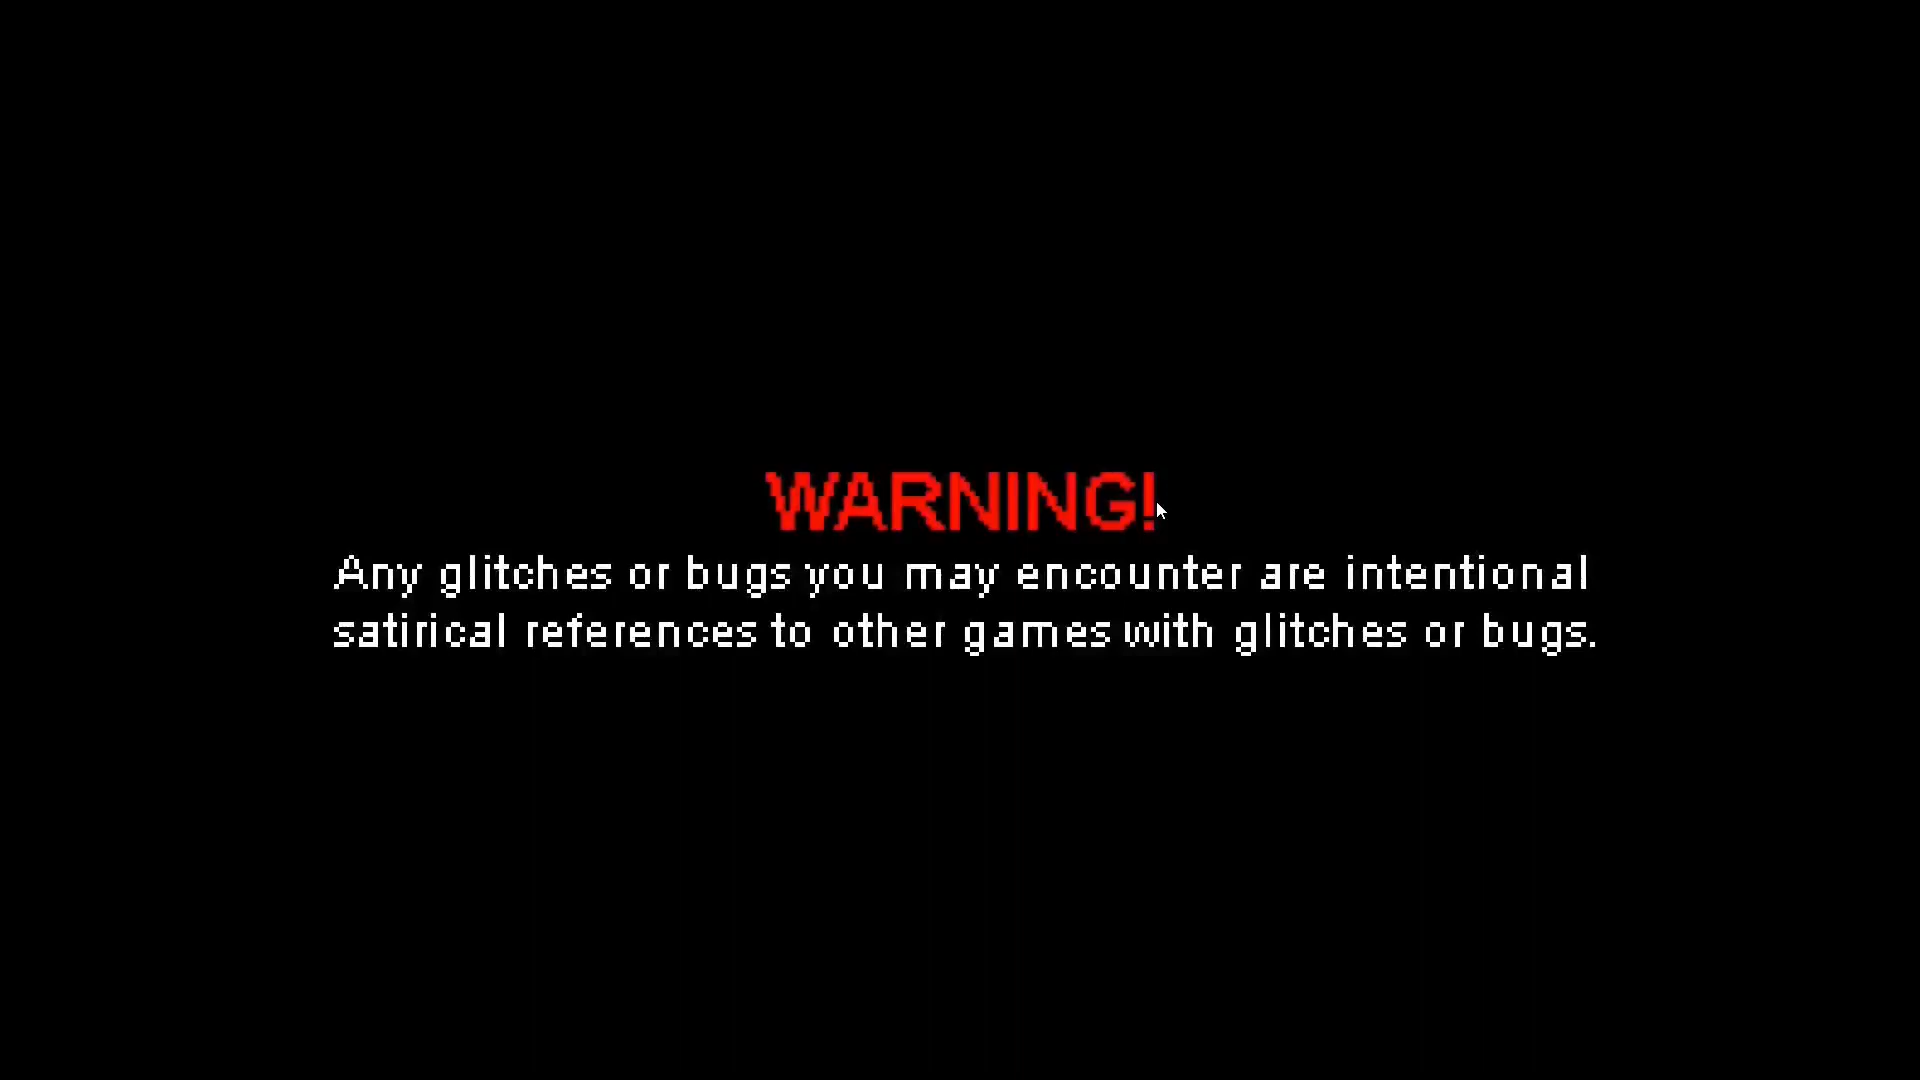 WARNING!
Any glitches or bugs you may encounter are intentional
satirical references to other games with glitches or bugs.